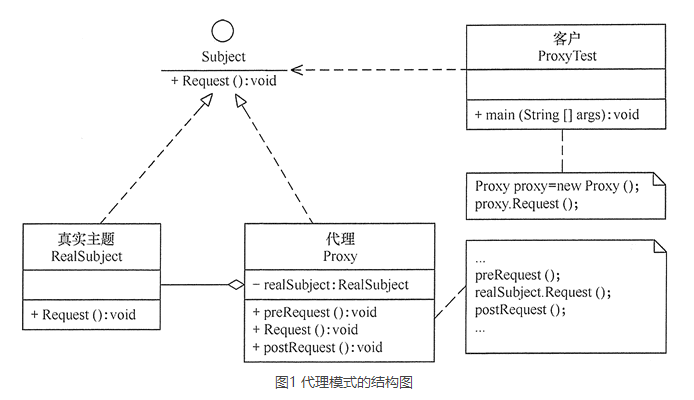 Subject
+ Request():void
客户
ProxyTest
+ main (String [] args):void
Proxy proxy=new Proxy ();
proxy.Request();
真实主题
RealSubject
+ Request():void
代理
Proxy
− realSubject:RealSubject
+ preRequest():void
+ Request():void
+ postRequest():void
...
preRequest();
realSubject.Request();
postRequest();
...
图1 代理模式的结构图